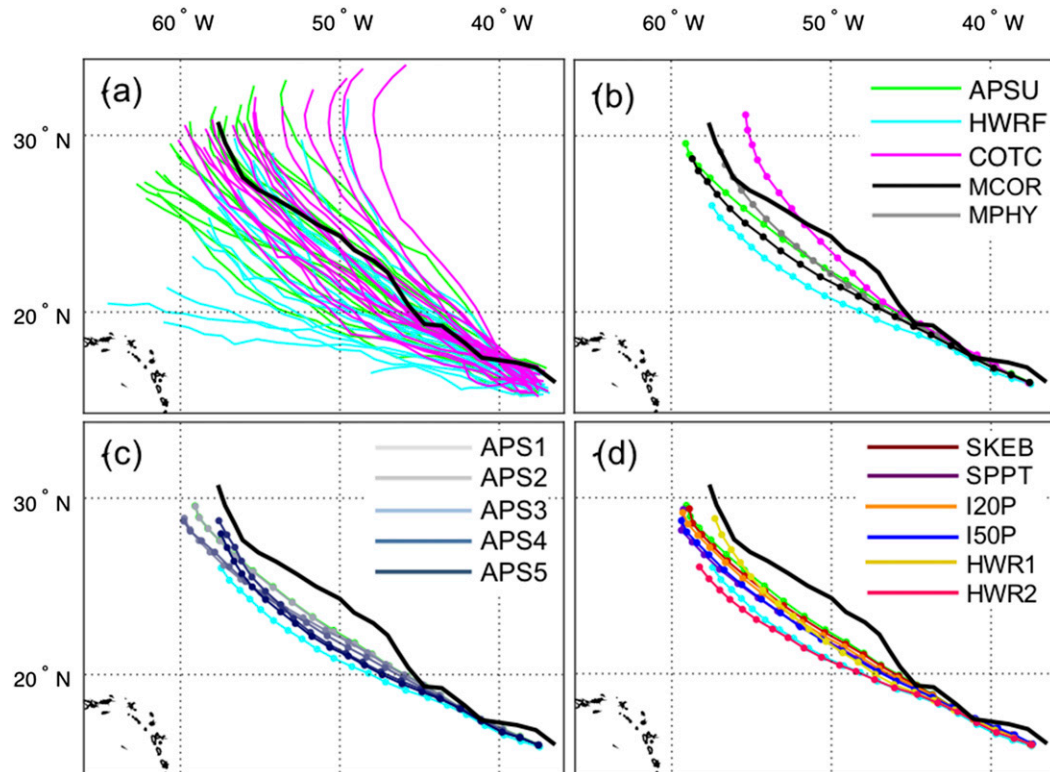 60° W 50° W 40° W 60° W 50° W 40° W
(a) (b)
30° N
20° N
APSU
HWRF
COTC
MCOR
MPHY
(c) (d)
30° N
20° N
APS1
APS2
APS3
APS4
APS5
SKEB
SPPT
I20P
I50P
HWR1
HWR2